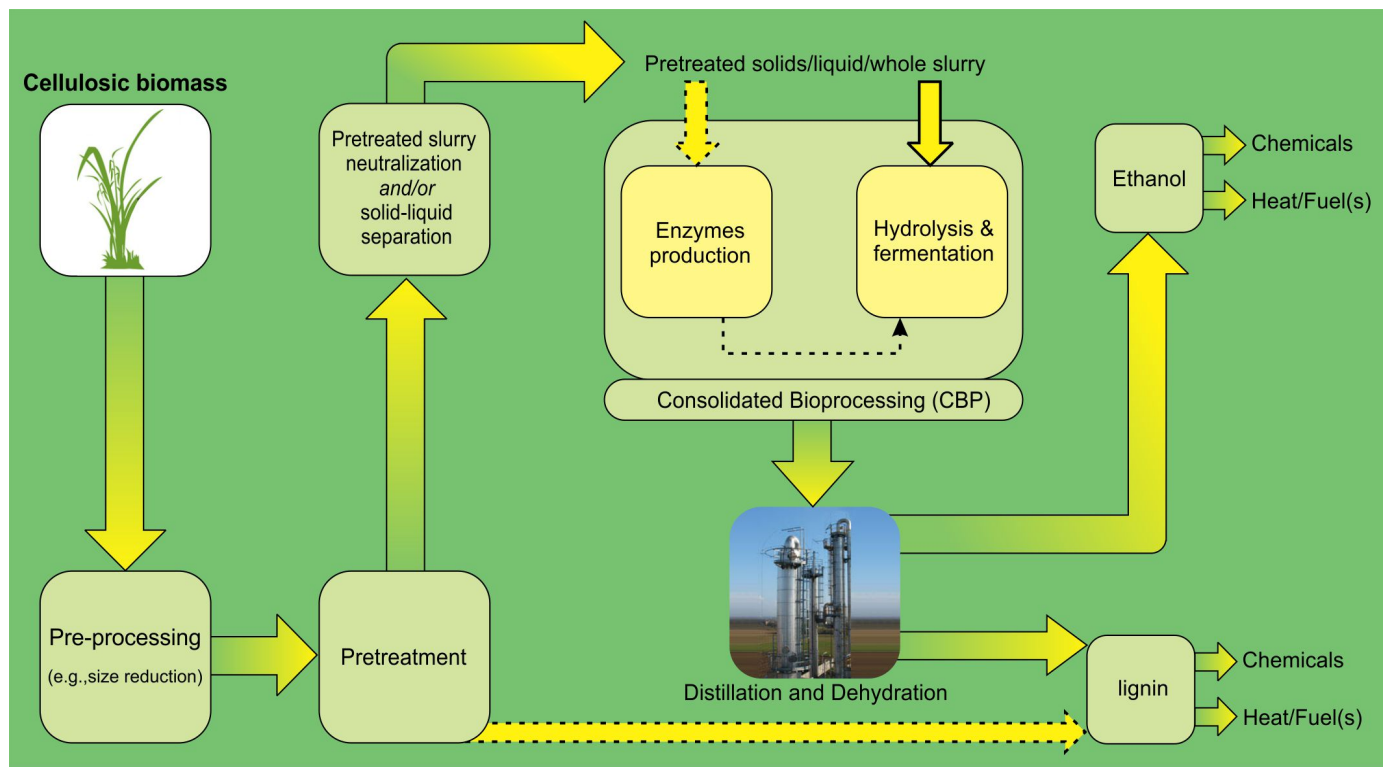 Cellulosic biomass
Pre-processing
(e.g.,size reduction)
Pretreatment
Pretreated slurry
neutralization
and/or
solid-liquid
separation
Pretreated solids/liquid/whole slurry
Enzymes
production
Hydrolysis &
fermentation
Consolidated Bioprocessing (CBP)
Distillation and Dehydration
Ethanol
Chemicals
Heat/Fuel(s)
lignin
Chemicals
Heat/Fuel(s)